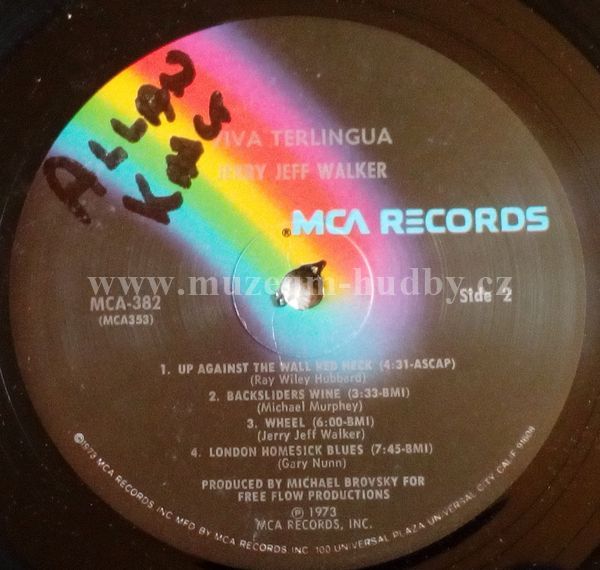 ALLAN
KMS
VIVA TERLINGUA
JERRY JEFF WALKER
®MCA RECORDS
www.muzeum-hudby.cz
MCA-382
(MCA353)
Side 2
1. UP AGAINST THE WALL RED NECK (4:31-ASCAP)
(Ray Wiley Hubbard)
2. BACKSLIDERS WINE (3:33-BMI)
(Michael Murphey)
3. WHEEL (6:00-BMI)
(Jerry Jeff Walker)
4. LONDON HOMESICK BLUES (7:45-BMI)
(Gary Nunn)
PRODUCED BY MICHAEL BROVSKY FOR
FREE FLOW PRODUCTIONS
℗ 1973
MCA RECORDS, INC.
©1973 MCA RECORDS, INC MFD BY MCA RECORDS INC 100 UNIVERSAL PLAZA UNIVERSAL CITY, CALIF. 91608